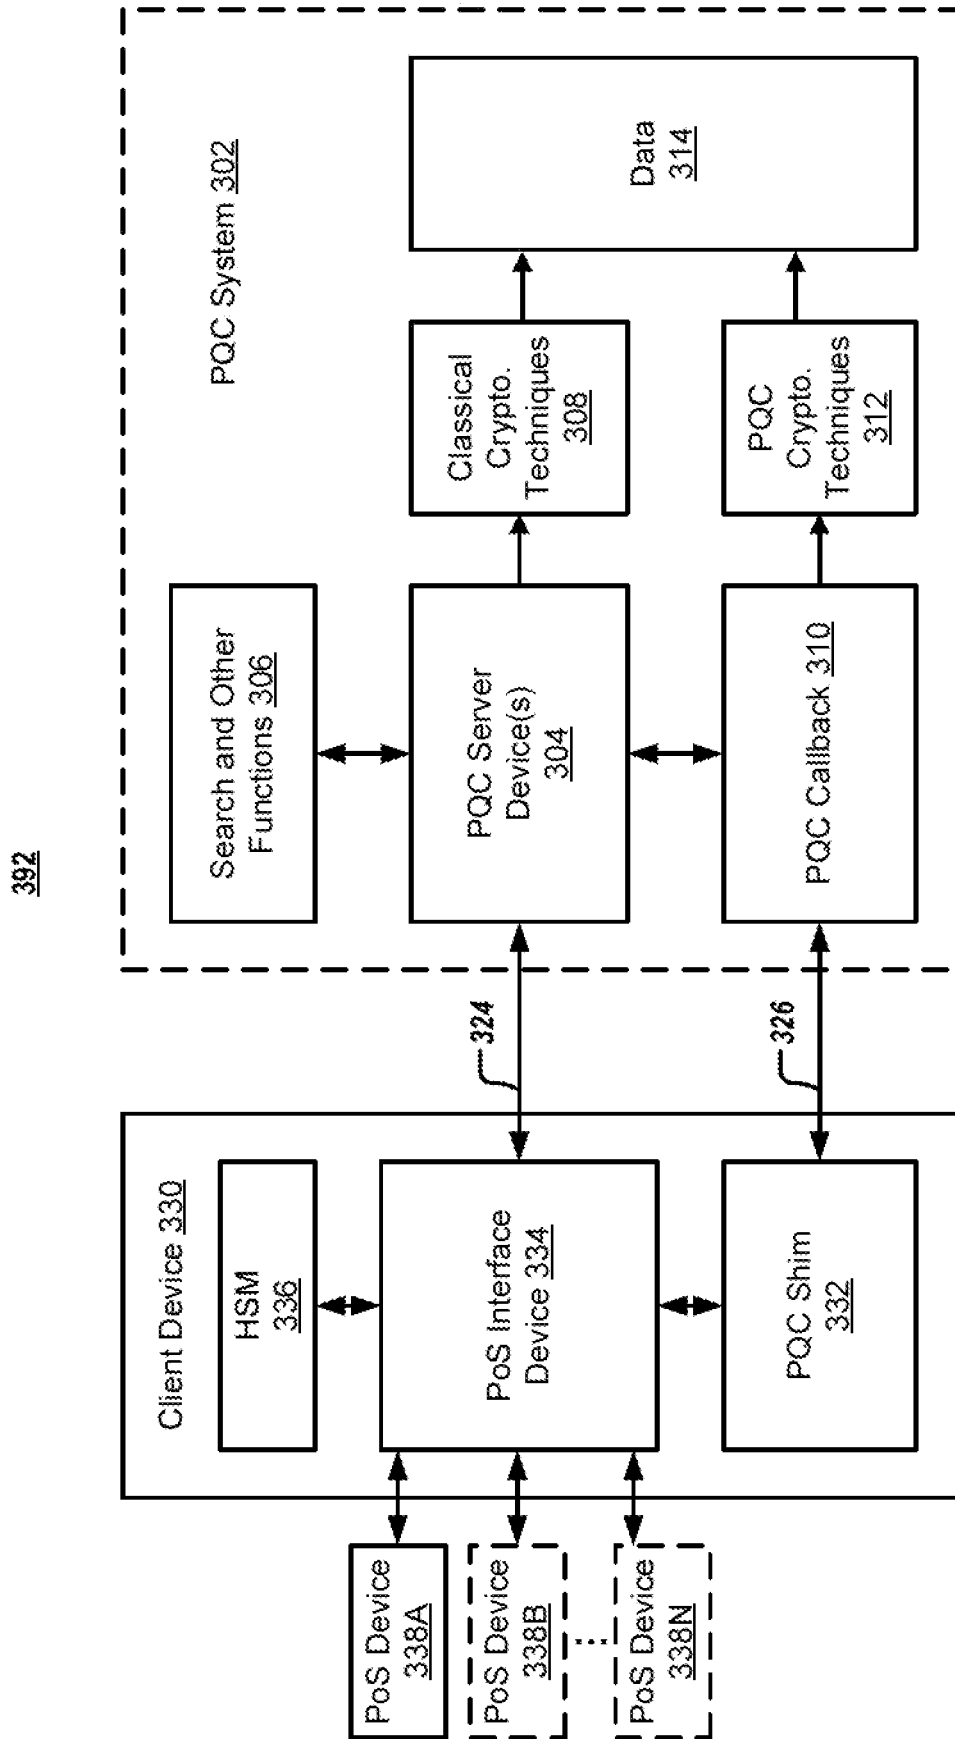 392
PQC System 302
Search and Other
Functions 306
PQC Server
Device(s)
304
Classical
Crypto.
Techniques
308
PQC Callback 310
PQC
Crypto.
Techniques
312
Data
314
324
326
Client Device 330
HSM
336
PoS Interface
Device 334
PQC Shim
332
PoS Device
338A
PoS Device
338B
PoS Device
338N